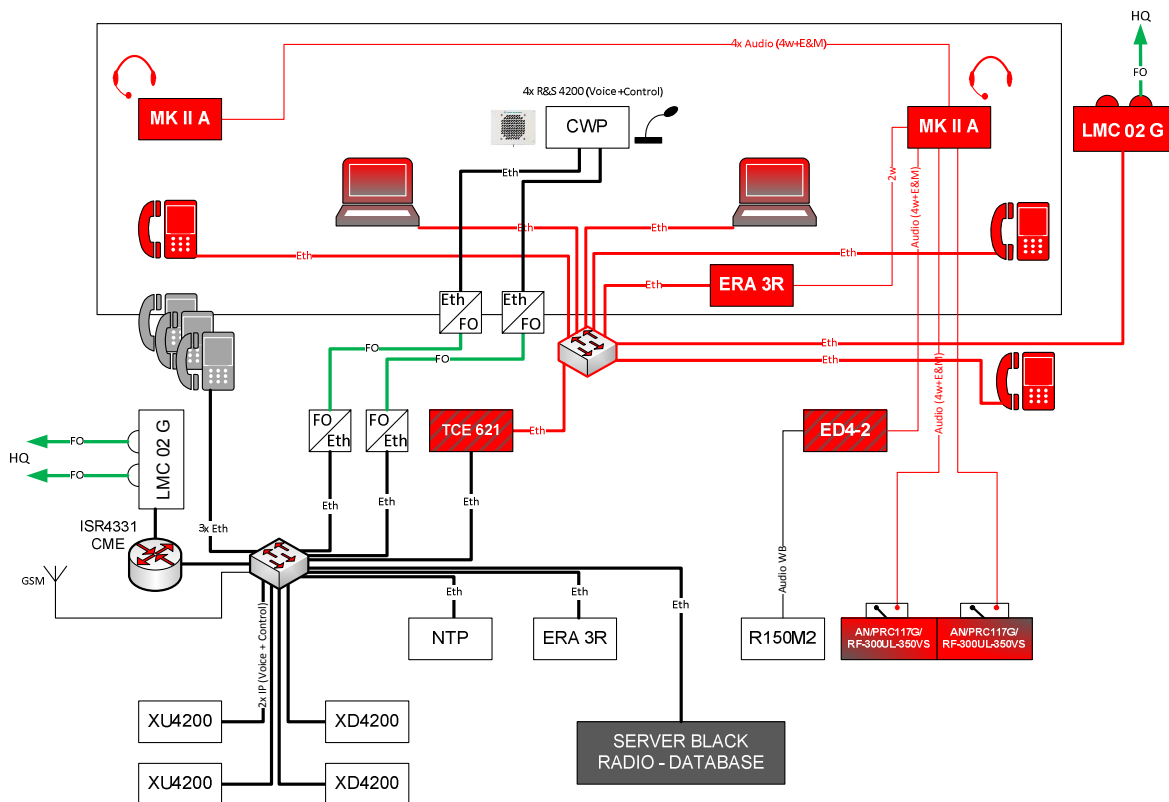 HQ
4x Audio (4w+E&M)
FO
4x R&S 4200 (Voice+Control)
MK II A
CWP
MK II A
LMC 02 G
Eth
2w
Audio (4w+E&M)
Eth
Eth
Eth
Eth
Eth
ERA 3R
Eth
FO
Eth
FO
FO
FO
Eth
Eth
FO
Eth
FO
Eth
TCE 621
Eth
ED4-2
Audio (4w+E&M)
Audio (4w+E&M)
FO
HQ
FO
LMC 02 G
3x Eth
Eth
Eth
Eth
ISR4331
CME
GSM
Eth
Eth
Eth
Audio WB
NTP
ERA 3R
R150M2
AN/PRC117G/
RF-300UL-350VS
AN/PRC117G/
RF-300UL-350VS
2x IP (Voice + Control)
XU4200
XD4200
SERVER BLACK
RADIO - DATABASE
XU4200
XD4200